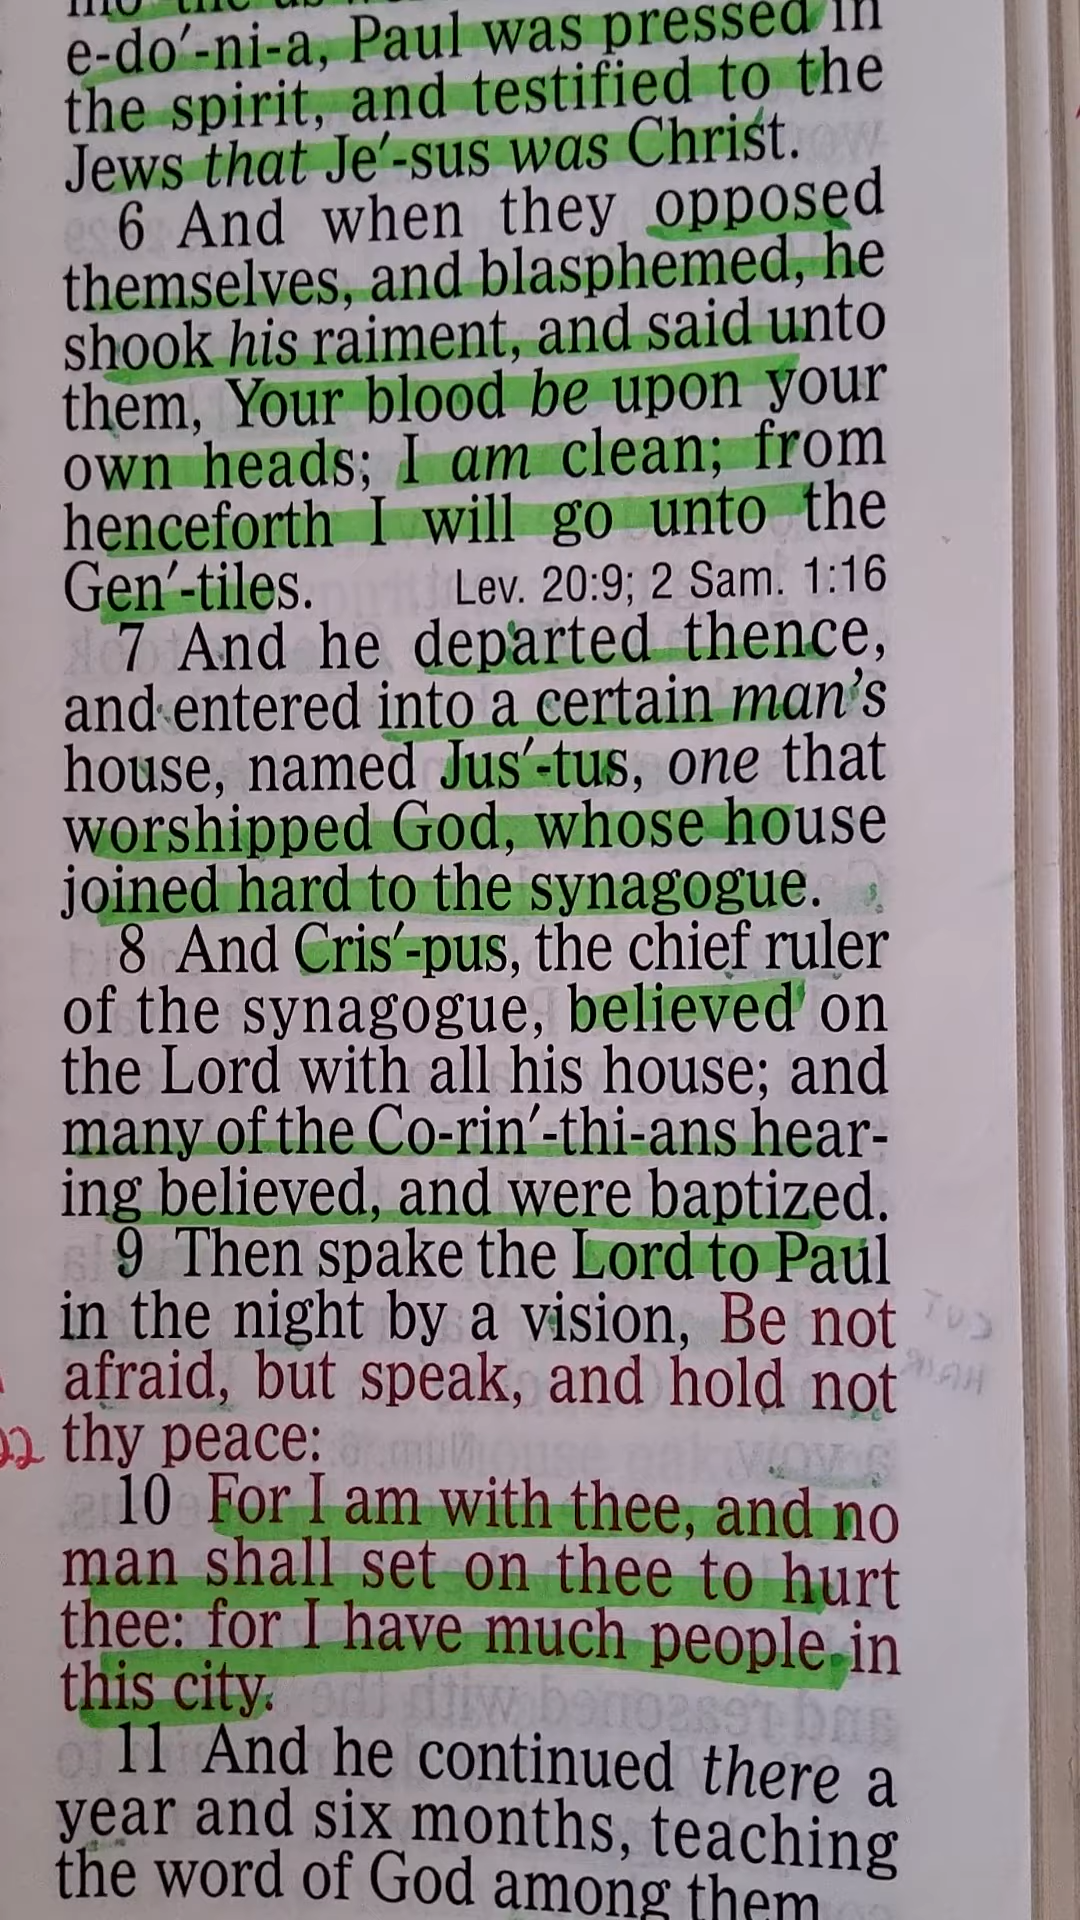 e-do′-ni-a, Paul was pressed in
the spirit, and testified to the
Jews that Je′-sus was Christ.
6 And when they opposed
themselves, and blasphemed, he
shook his raiment, and said unto
them, Your blood be upon your
own heads; I am clean; from
henceforth I will go unto the
Gen′-tiles. Lev. 20:9; 2 Sam. 1:16
7 And he departed thence,
and entered into a certain man's
house, named Jus′-tus, one that
worshipped God, whose house
joined hard to the synagogue.
8 And Cris′-pus, the chief ruler
of the synagogue, believed on
the Lord with all his house; and
many of the Co-rin′-thi-ans hear-
ing believed, and were baptized.
9 Then spake the Lord to Paul
in the night by a vision, Be not
afraid, but speak, and hold not
thy peace:
10 For I am with thee, and no
man shall set on thee to hurt
thee: for I have much people in
this city.
11 And he continued there a
year and six months, teaching
the word of God among them